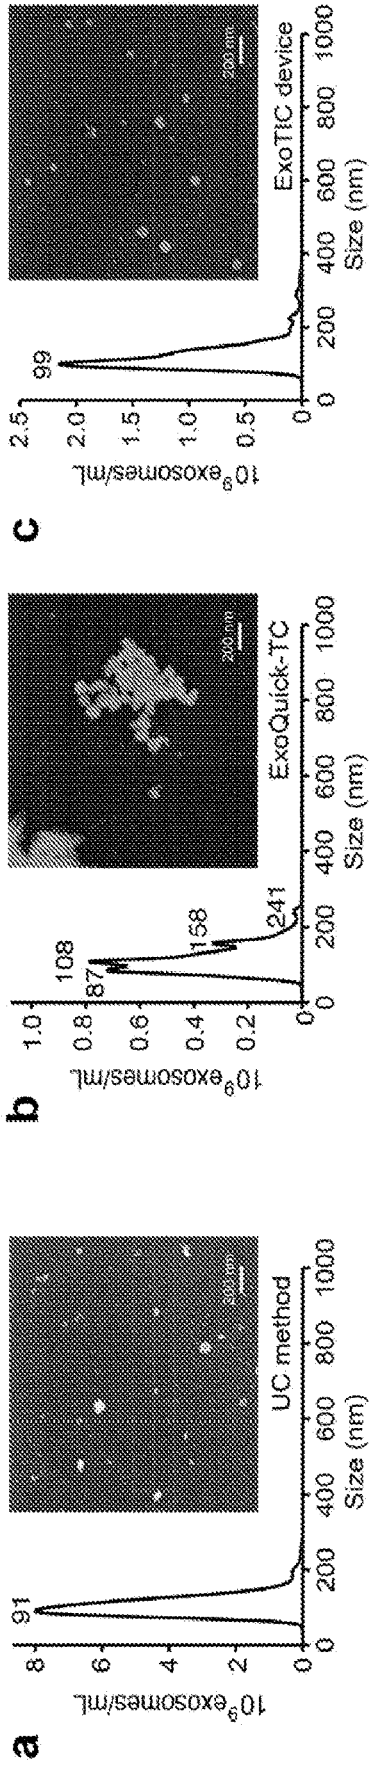 a
10⁹exosomes/mL
8
6
4
2
0
91
200 nm
UC method
0 200 400 600 800 1000
Size (nm)
b
10⁹exosomes/mL
1.0
0.8
0.6
0.4
0.2
0
108
87
158
241
200 nm
ExoQuick-TC
0 200 400 600 800 1000
Size (nm)
c
10⁹exosomes/mL
2.5
2.0
1.5
1.0
0.5
0
99
200 nm
ExoTIC device
0 200 400 600 800 1000
Size (nm)